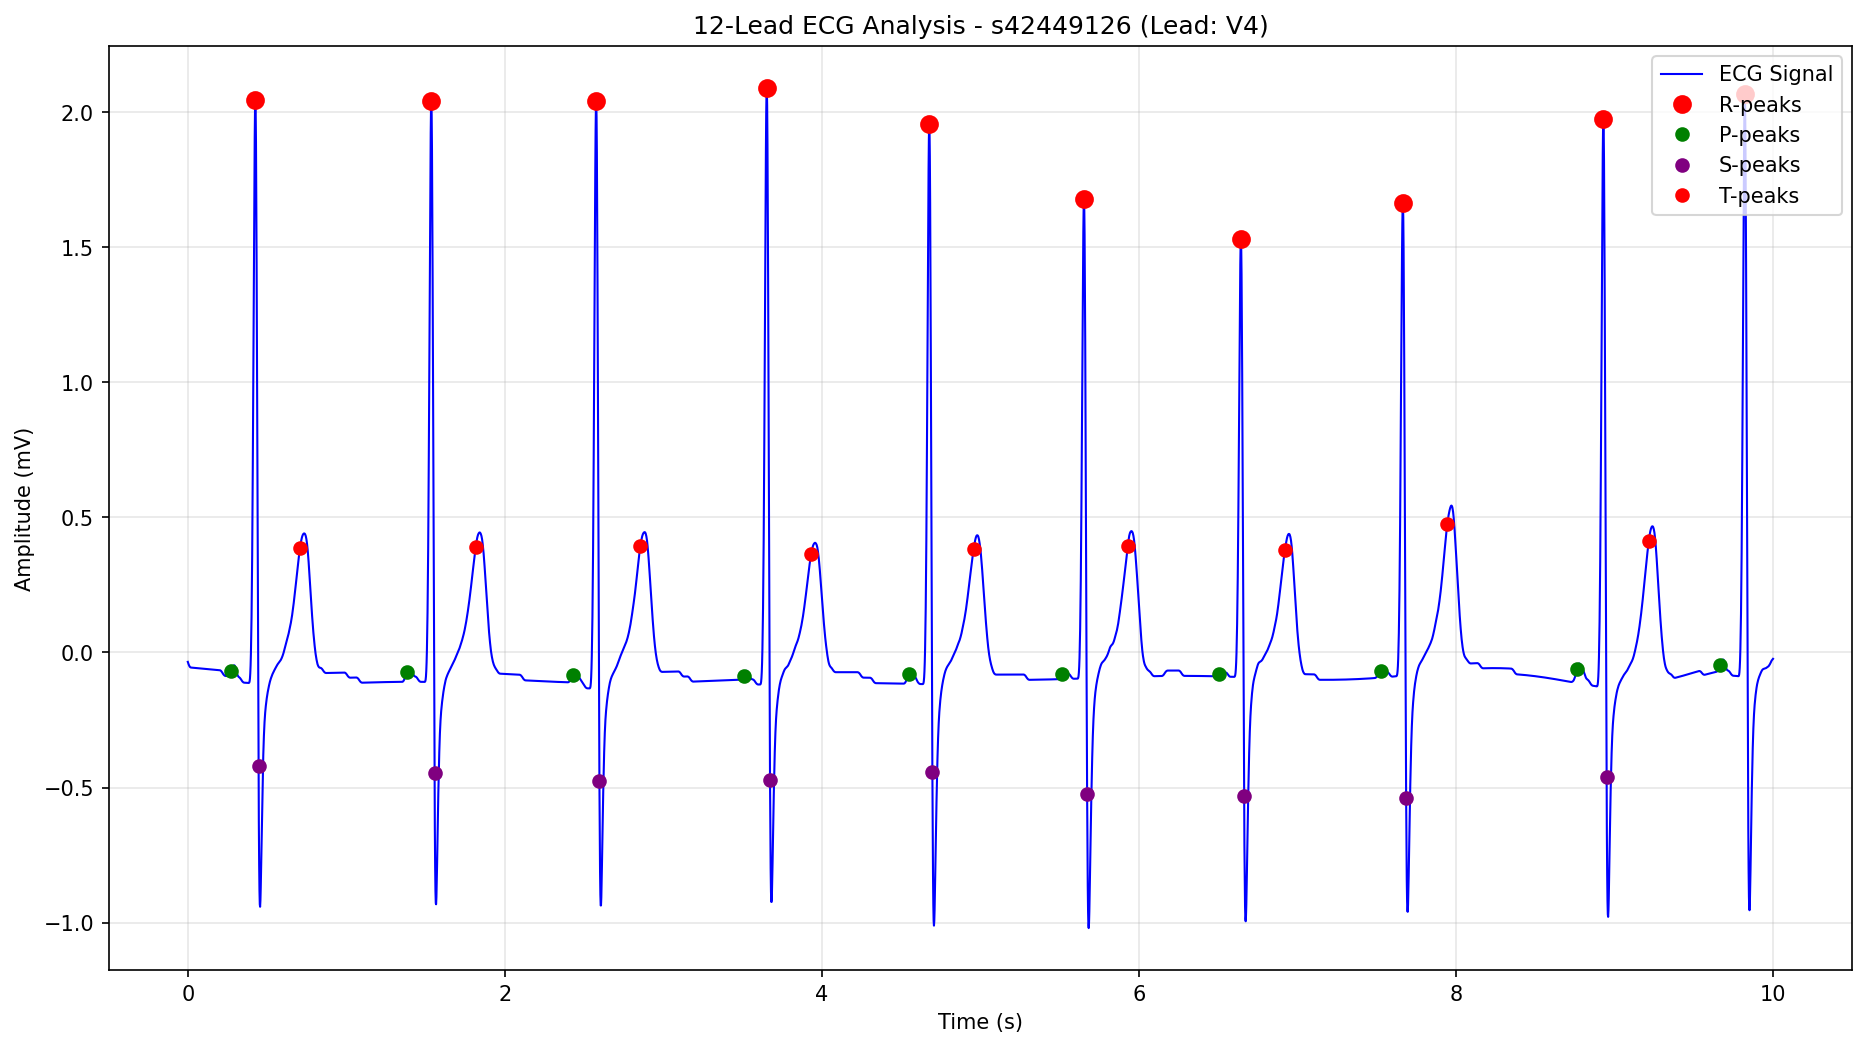 12-Lead ECG Analysis - s42449126 (Lead: V4)
ECG Signal
R-peaks
P-peaks
S-peaks
T-peaks
Amplitude (mV)
2.0
1.5
1.0
0.5
0.0
−0.5
−1.0
0 2 4 6 8 10
Time (s)